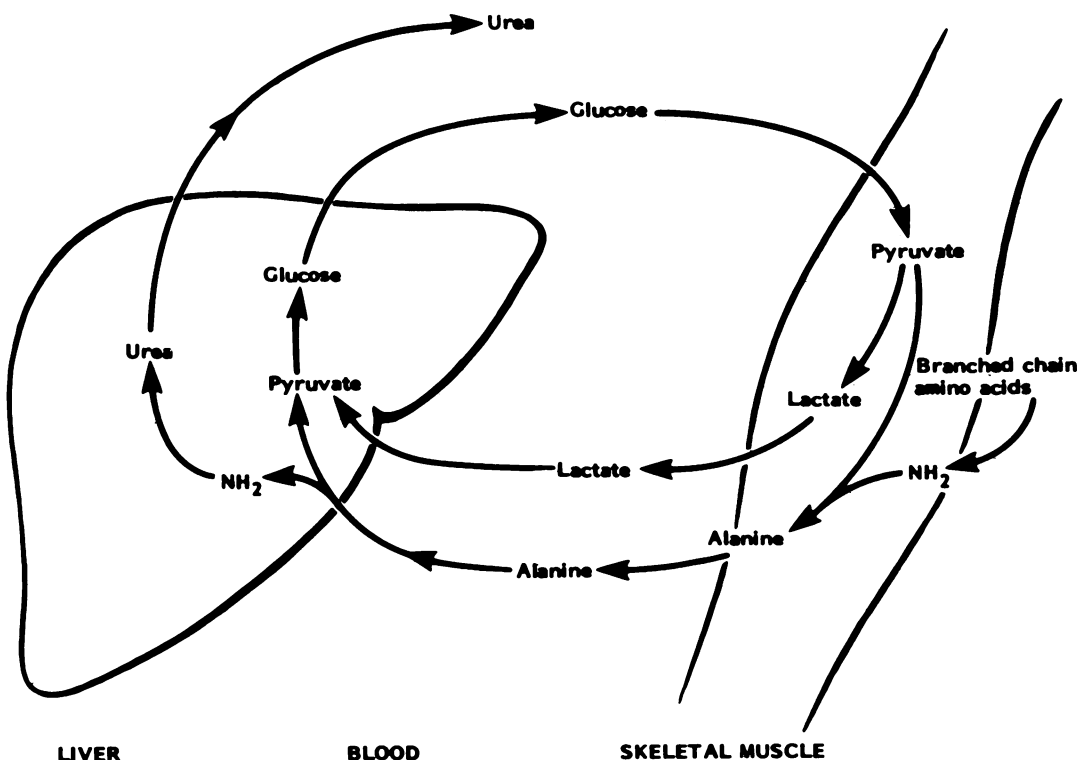 Urea
Glucose
Pyruvate
Glucose
Urea
Pyruvate
Branched chain
amino acids
Lactate
Lactate
NH2
NH2
Alanine
Alanine
LIVER
BLOOD
SKELETAL MUSCLE